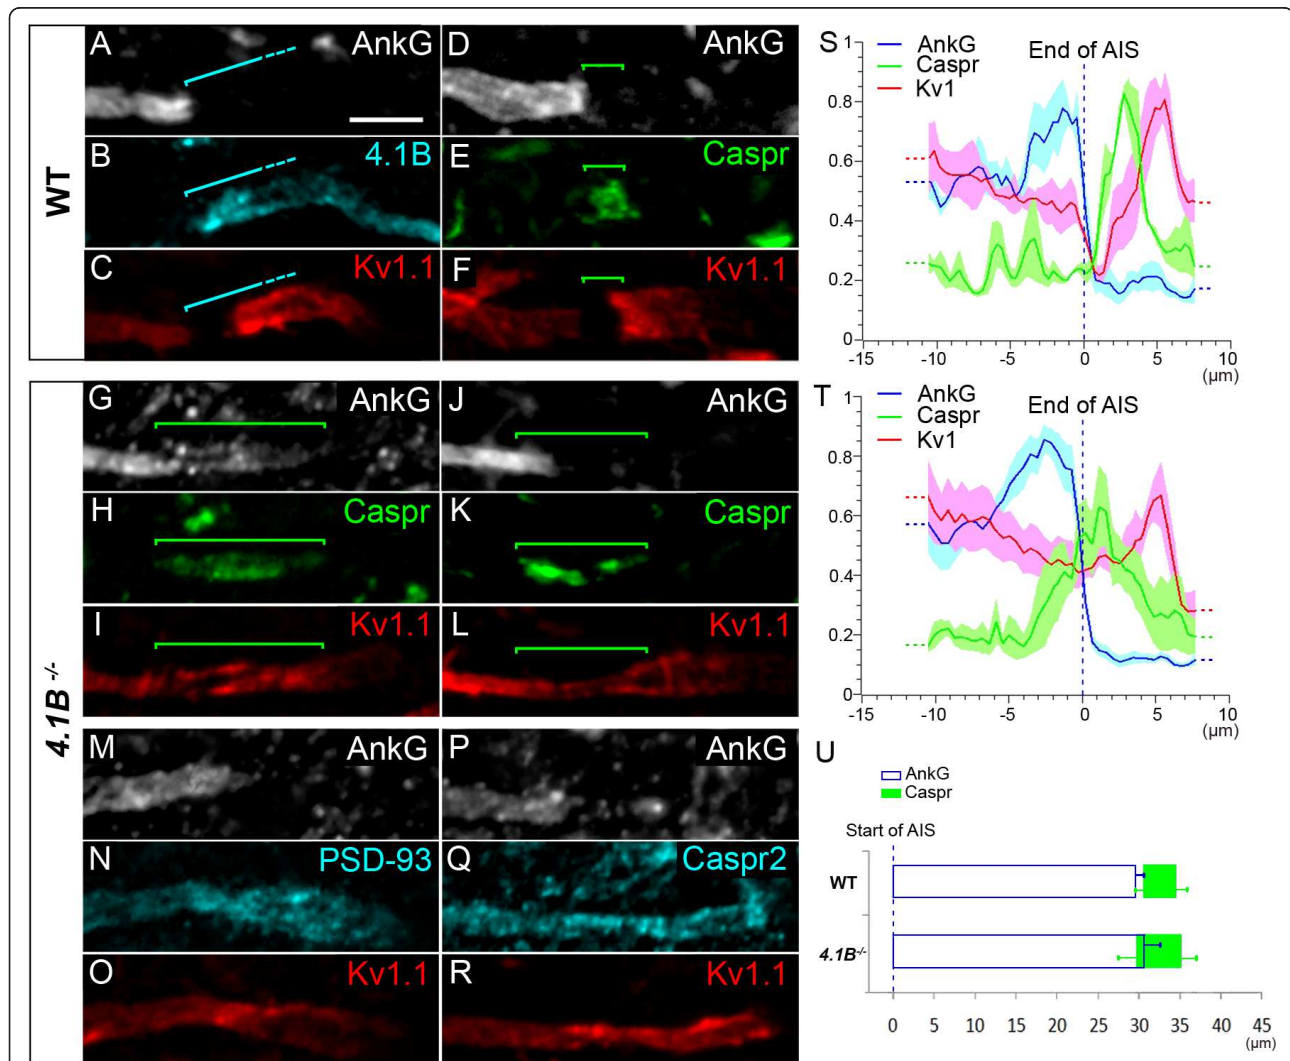 WT
A AnkG
B 4.1B
C Kv1.1
D AnkG
E Caspr
F Kv1.1
4.1B -/-
G AnkG
H Caspr
I Kv1.1
J AnkG
K Caspr
L Kv1.1
M AnkG
N PSD-93
O Kv1.1
P AnkG
Q Caspr2
R Kv1.1
S
AnkG
Caspr
Kv1
End of AIS
1
0.8
0.6
0.4
0.2
0
-15 -10 -5 0 5 10
(μm)
T
AnkG
Caspr
Kv1
End of AIS
1
0.8
0.6
0.4
0.2
0
-15 -10 -5 0 5 10
(μm)
U
AnkG
Caspr
Start of AIS
WT
4.1B-/-
0 5 10 15 20 25 30 35 40 45
(μm)